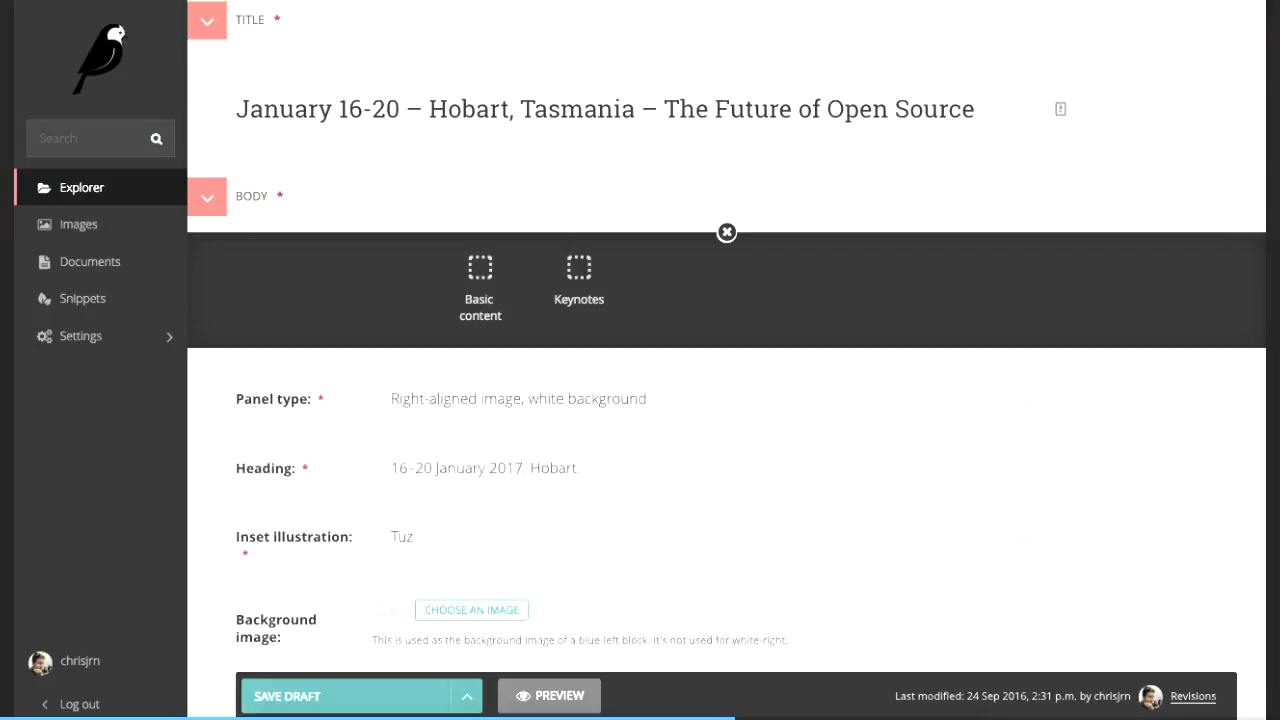 TITLE *
Search
January 16-20 – Hobart, Tasmania – The Future of Open Source
Explorer
Images
Documents
Snippets
Settings
BODY *
Basic content
Keynotes
Panel type: *
Right-aligned image, white background
Heading: *
16–20 January 2017. Hobart.
Inset illustration: *
Tuz
Background image:
CHOOSE AN IMAGE
This is used as the background image of a blue-left block. It's not used for white-right.
chrisjrn
Log out
SAVE DRAFT
PREVIEW
Last modified: 24 Sep 2016, 2:31 p.m. by chrisjrn
Revisions